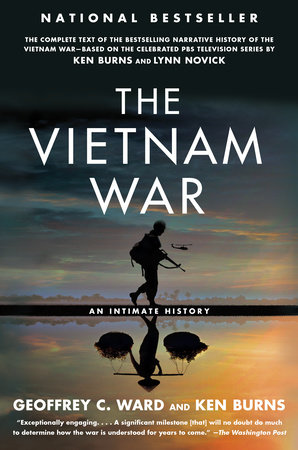 NATIONAL BESTSELLER
THE COMPLETE TEXT OF THE BESTSELLING NARRATIVE HISTORY OF THE
VIETNAM WAR—BASED ON THE CELEBRATED PBS TELEVISION SERIES BY
KEN BURNS AND LYNN NOVICK
THE
VIETNAM
WAR
AN INTIMATE HISTORY
GEOFFREY C. WARD AND KEN BURNS
"Exceptionally engaging. . . . A significant milestone [that] will no doubt do much
to determine how the war is understood for years to come." —The Washington Post